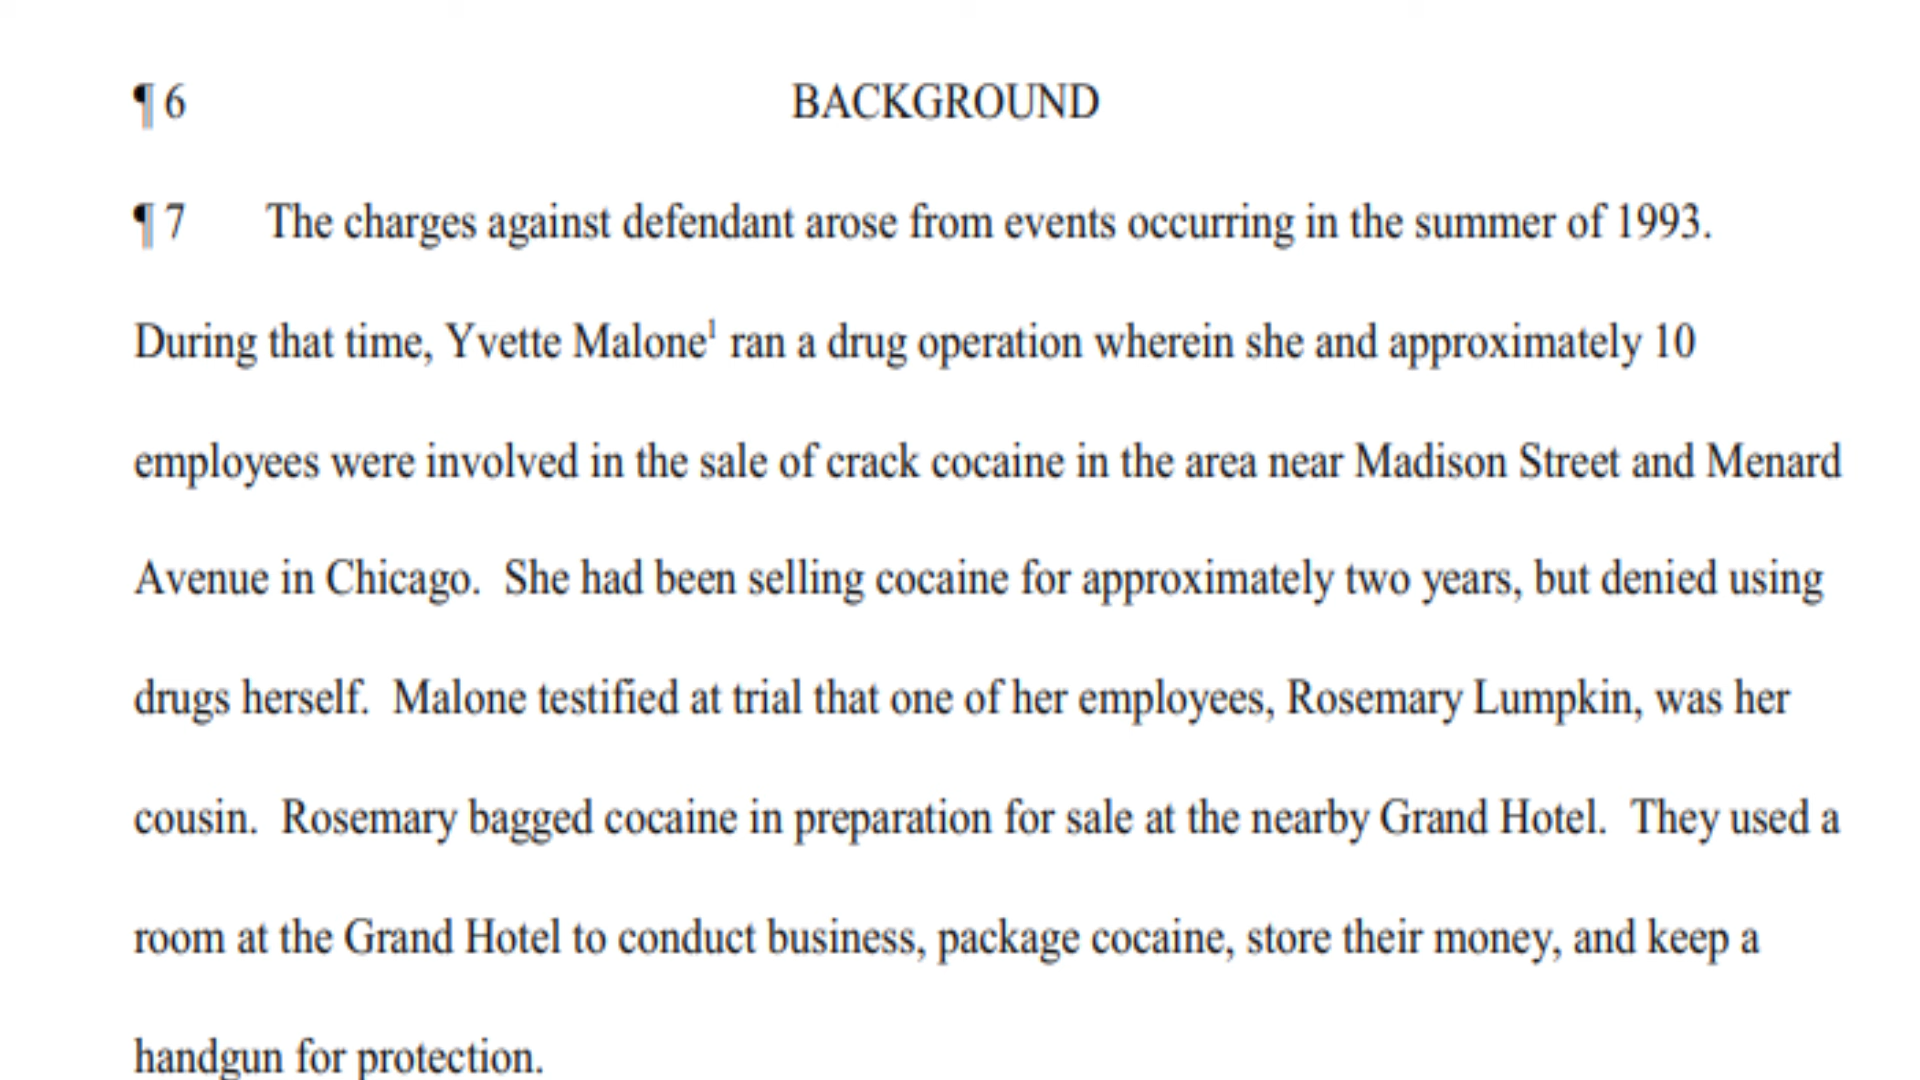 ¶ 6 BACKGROUND
¶ 7 The charges against defendant arose from events occurring in the summer of 1993.
During that time, Yvette Malone¹ ran a drug operation wherein she and approximately 10
employees were involved in the sale of crack cocaine in the area near Madison Street and Menard
Avenue in Chicago.  She had been selling cocaine for approximately two years, but denied using
drugs herself.  Malone testified at trial that one of her employees, Rosemary Lumpkin, was her
cousin.  Rosemary bagged cocaine in preparation for sale at the nearby Grand Hotel.  They used a
room at the Grand Hotel to conduct business, package cocaine, store their money, and keep a
handgun for protection.